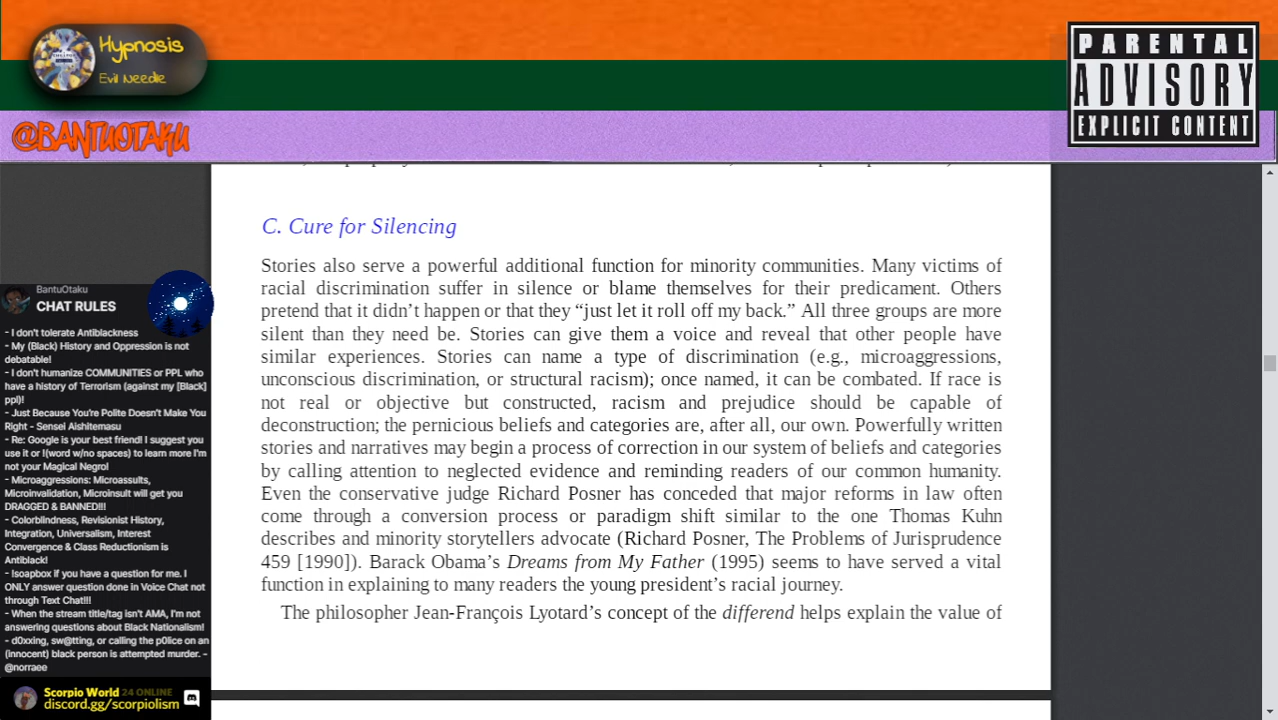 Hypnosis
Evil Needle
PARENTAL
ADVISORY
EXPLICIT CONTENT
@BANTUOTAKU
C. Cure for Silencing
Stories also serve a powerful additional function for minority communities. Many victims of
racial discrimination suffer in silence or blame themselves for their predicament. Others
pretend that it didn’t happen or that they “just let it roll off my back.” All three groups are more
silent than they need be. Stories can give them a voice and reveal that other people have
similar experiences. Stories can name a type of discrimination (e.g., microaggressions,
unconscious discrimination, or structural racism); once named, it can be combated. If race is
not real or objective but constructed, racism and prejudice should be capable of
deconstruction; the pernicious beliefs and categories are, after all, our own. Powerfully written
stories and narratives may begin a process of correction in our system of beliefs and categories
by calling attention to neglected evidence and reminding readers of our common humanity.
Even the conservative judge Richard Posner has conceded that major reforms in law often
come through a conversion process or paradigm shift similar to the one Thomas Kuhn
describes and minority storytellers advocate (Richard Posner, The Problems of Jurisprudence
459 [1990]). Barack Obama’s Dreams from My Father (1995) seems to have served a vital
function in explaining to many readers the young president’s racial journey.
The philosopher Jean-François Lyotard’s concept of the differend helps explain the value of
BantuOtaku
CHAT RULES
- I don't tolerate Antiblackness
- My (Black) History and Oppression is not
debatable!
- I don't humanize COMMUNITIES or PPL who
have a history of Terrorism (against my [Black]
ppl)!
- Just Because You're Polite Doesn't Make You
Right - Sensei Aishitemasu
- Re: Google is your best friend! I suggest you
use it or !(word w/no spaces) to learn more I'm
not your Magical Negro!
- Microaggressions: Microassults,
Microinvalidation, Microinsult will get you
DRAGGED & BANNED!!!
- Colorblindness, Revisionist History,
Integration, Universalism, Interest
Convergence & Class Reductionism is
Antiblack!
- !soapbox if you have a question for me. I
ONLY answer question done in Voice Chat not
through Text Chat!!!
- When the stream title/tag isn't AMA, I'm not
answering questions about Black Nationalism!
- d0xxing, sw@tting, or calling the p0lice on an
(innocent) black person is attempted murder. -
@norraee
Scorpio World 24 ONLINE
discord.gg/scorpiolism